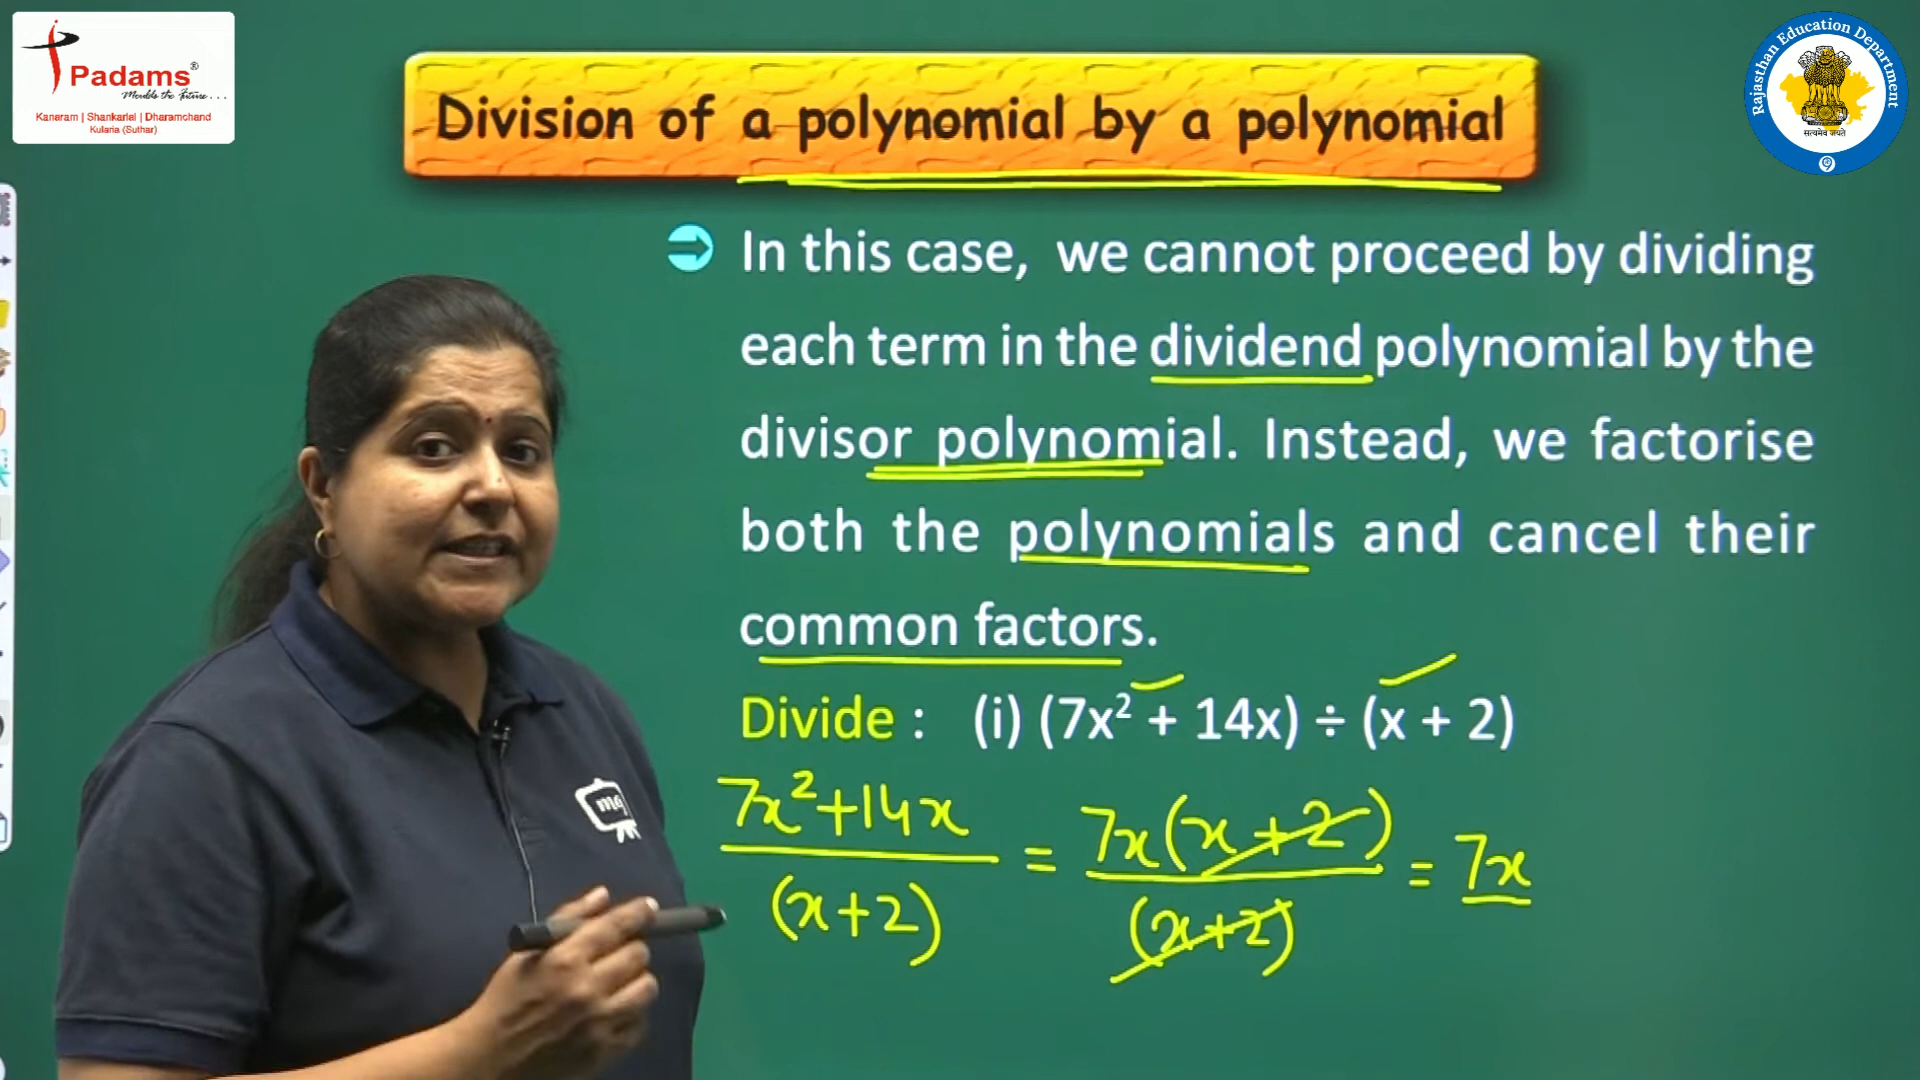 Padams®
Moulds the Future...
Kanaram | Shankarlal | Dharamchand
Kularia (Suthar)
Rajasthan Education Department
सत्यमेव जयते
Division of a polynomial by a polynomial
In this case, we cannot proceed by dividing
each term in the dividend polynomial by the
divisor polynomial. Instead, we factorise
both the polynomials and cancel their
common factors.
Divide : (i) (7x² + 14x) ÷ (x + 2)
7x²+14x / (x+2) = 7x(x+2) / (x+2) = 7x
mg